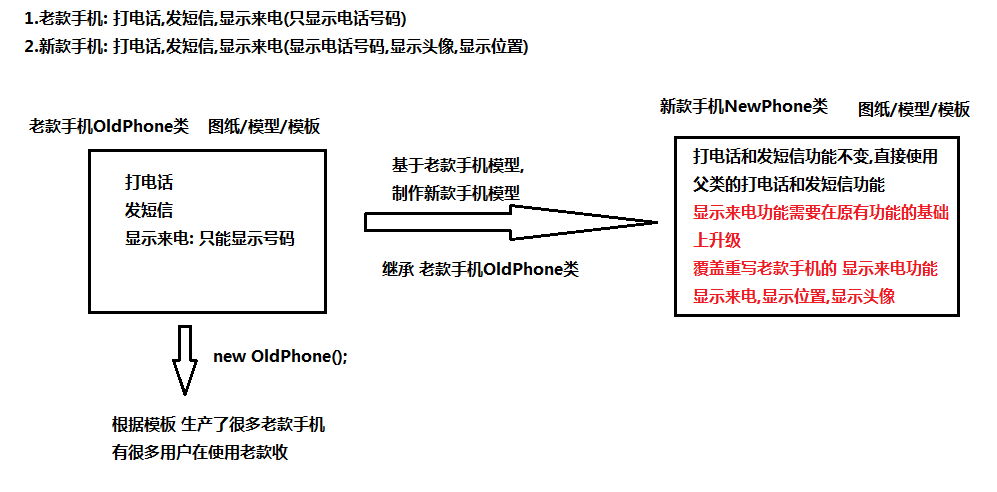 1.老款手机: 打电话,发短信,显示来电(只显示电话号码)
2.新款手机: 打电话,发短信,显示来电(显示电话号码,显示头像,显示位置)
老款手机OldPhone类 图纸/模型/模板
打电话
发短信
显示来电: 只能显示号码
new OldPhone();
根据模板 生产了很多老款手机
有很多用户在使用老款收
基于老款手机模型,
制作新款手机模型
继承 老款手机OldPhone类
新款手机NewPhone类 图纸/模型/模板
打电话和发短信功能不变,直接使用
父类的打电话和发短信功能
显示来电功能需要在原有功能的基础
上升级
覆盖重写老款手机的 显示来电功能
显示来电,显示位置,显示头像